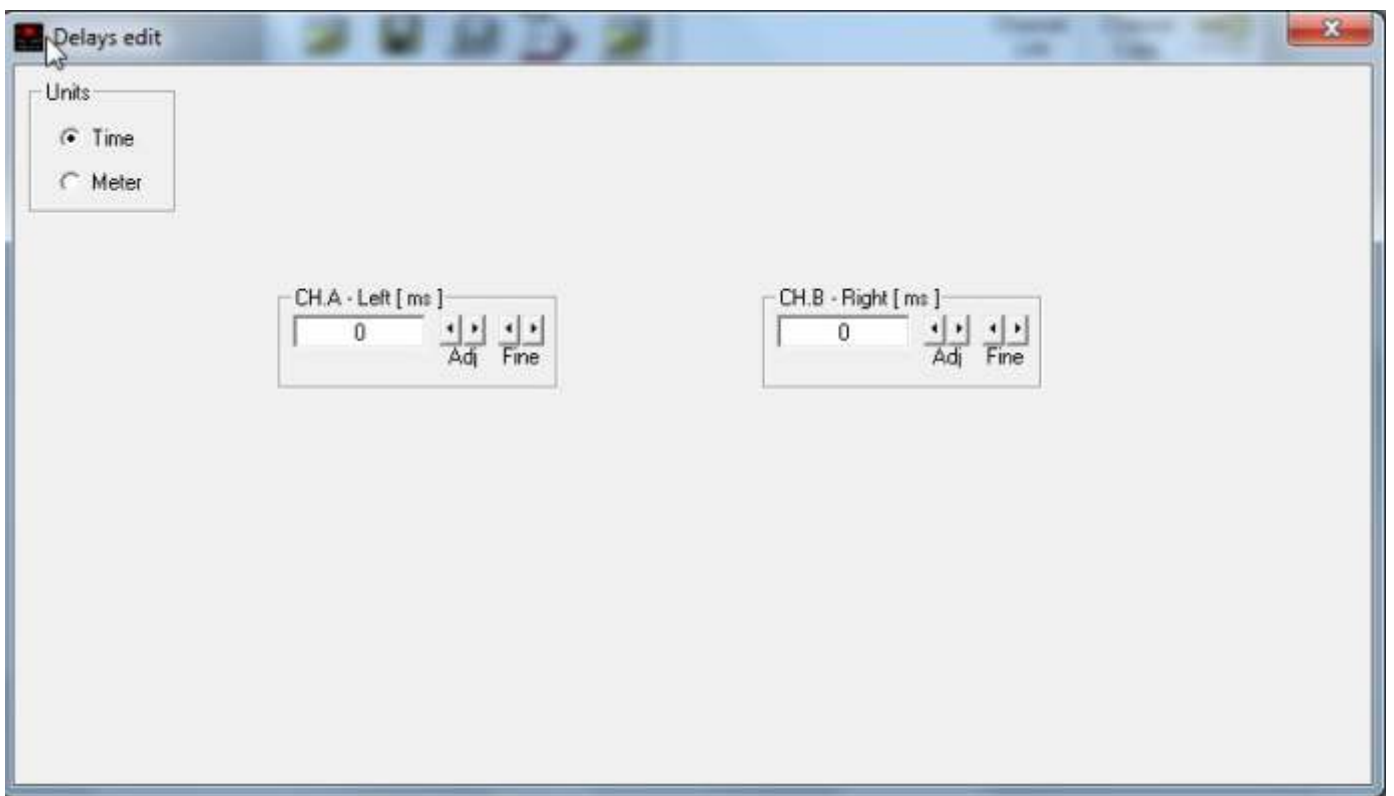 Delays edit
Units
Time
Meter
CH.A - Left [ ms ]
0
Adj Fine
CH.B - Right [ ms ]
0
Adj Fine